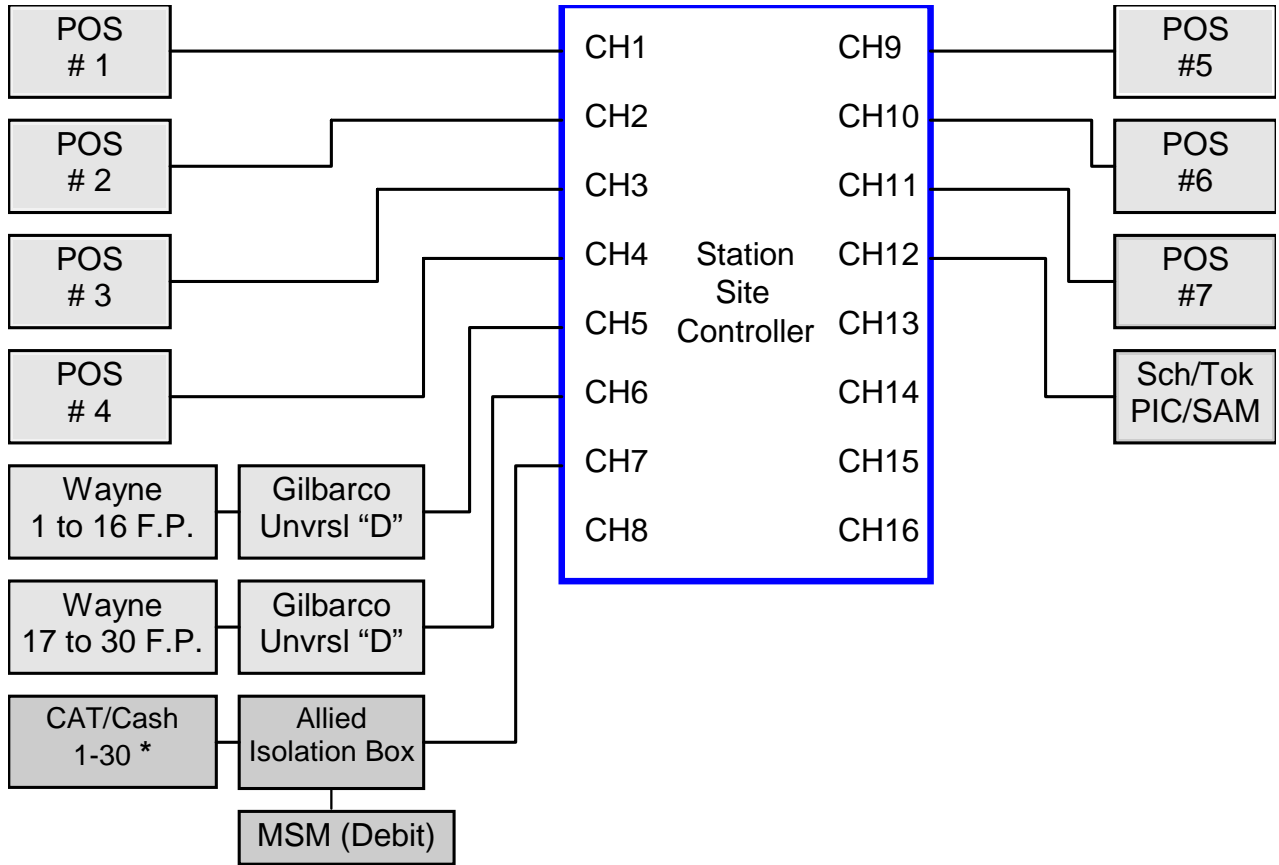 POS
# 1
POS
# 2
POS
# 3
POS
# 4
Wayne
1 to 16 F.P.
Gilbarco
Unvrsl “D”
Wayne
17 to 30 F.P.
Gilbarco
Unvrsl “D”
CAT/Cash
1-30 *
Allied
Isolation Box
MSM (Debit)
CH1
CH2
CH3
CH4
CH5
CH6
CH7
CH8
Station
Site
Controller
CH9
CH10
CH11
CH12
CH13
CH14
CH15
CH16
POS
#5
POS
#6
POS
#7
Sch/Tok
PIC/SAM